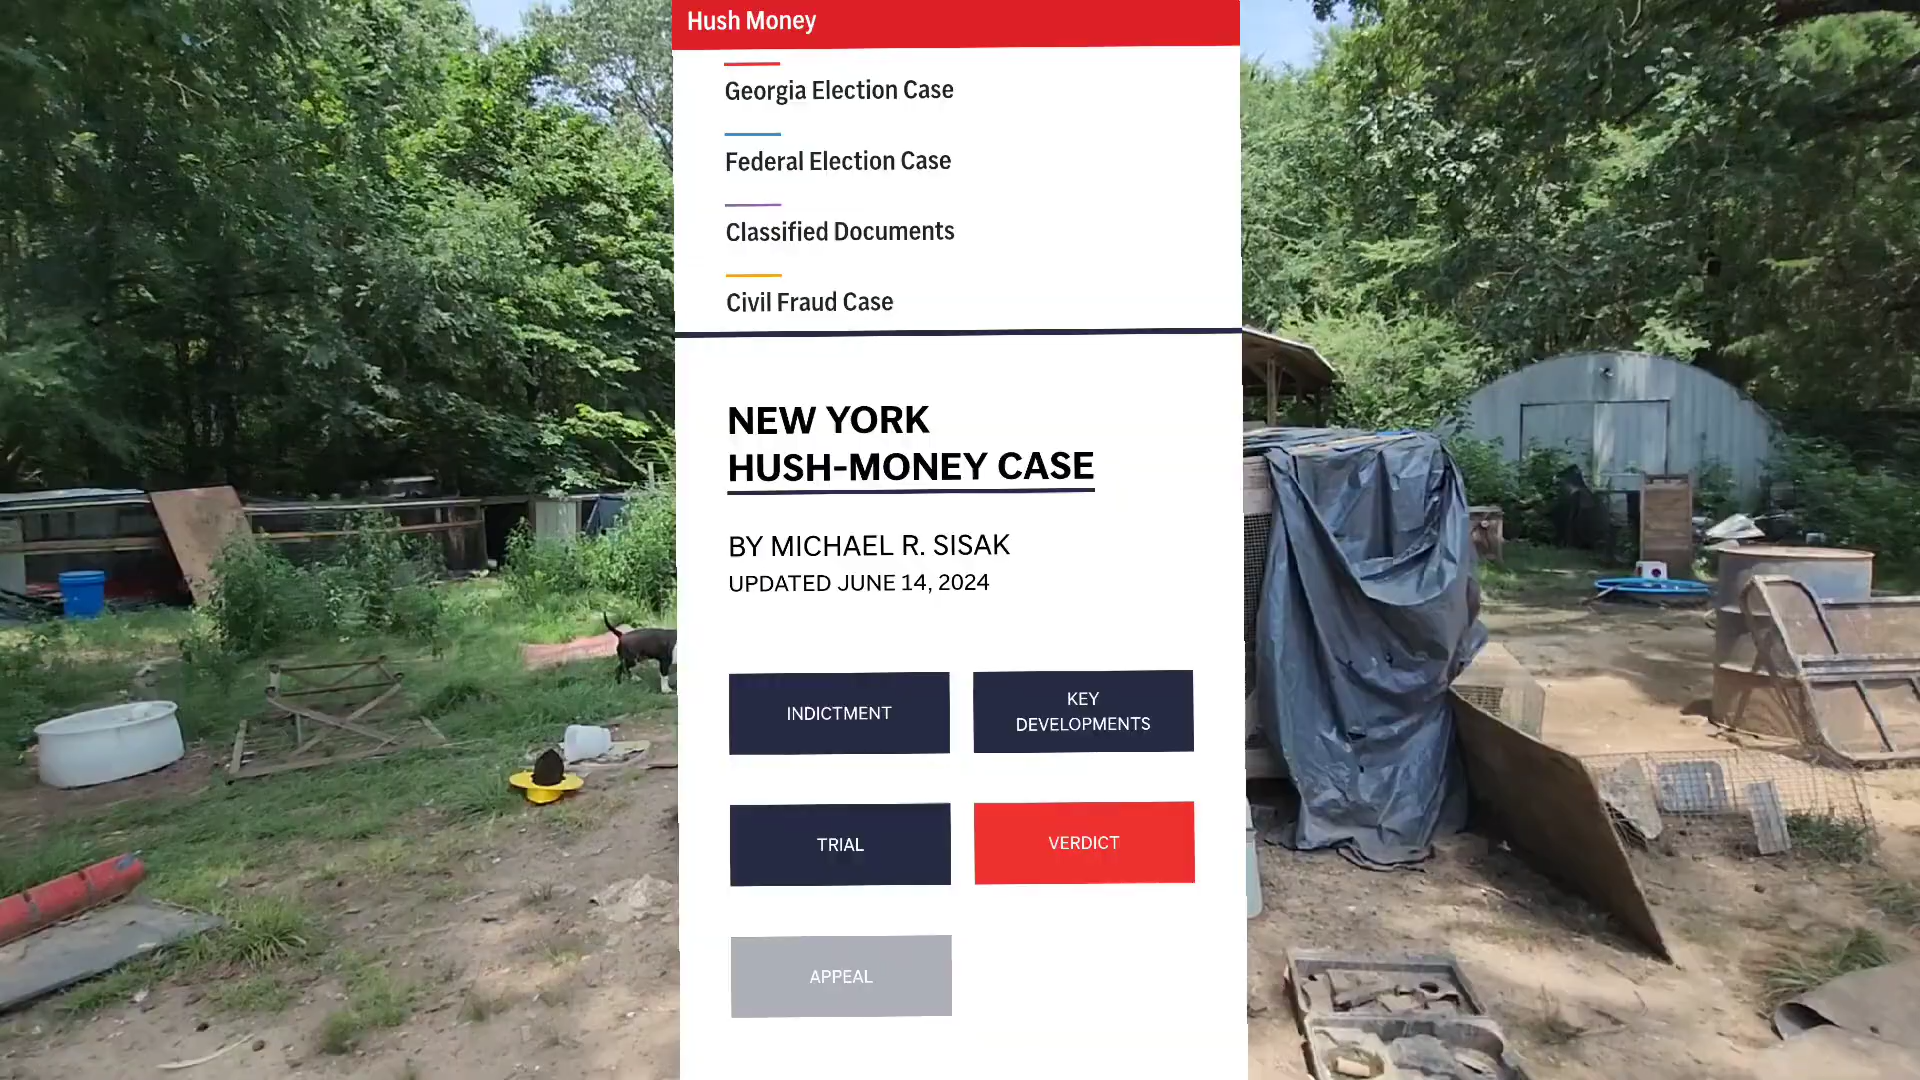 Hush Money
Georgia Election Case
Federal Election Case
Classified Documents
Civil Fraud Case
NEW YORK
HUSH-MONEY CASE
BY MICHAEL R. SISAK
UPDATED JUNE 14, 2024
INDICTMENT
KEY
DEVELOPMENTS
TRIAL
VERDICT
APPEAL